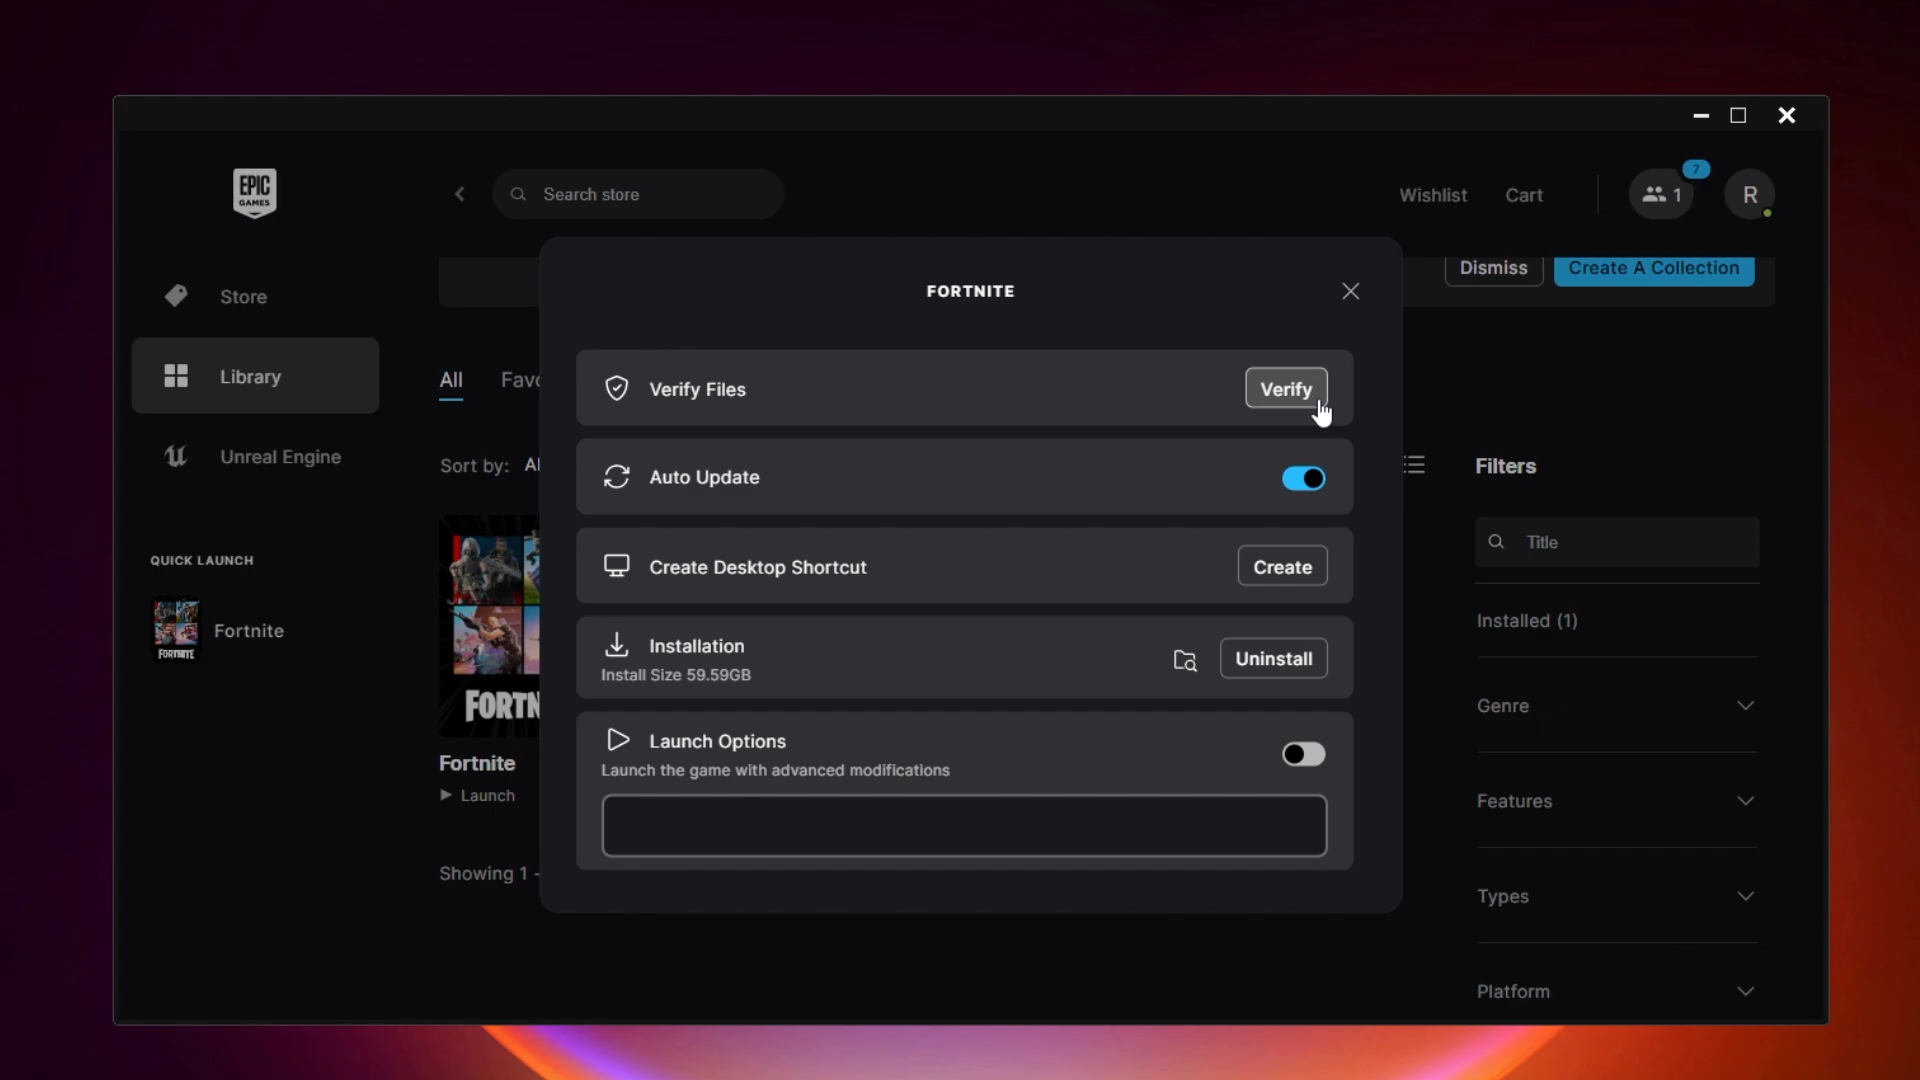 EPIC
GAMES
Search store
Wishlist
Cart
1
7
R
Store
Library
Unreal Engine
QUICK LAUNCH
FORTNITE
Fortnite
Dismiss
Create A Collection
All
Favo
Sort by: Al
FORTN
Fortnite
Launch
Showing 1 -
FORTNITE
Verify Files
Verify
Auto Update
Create Desktop Shortcut
Create
Installation
Install Size 59.59GB
Uninstall
Launch Options
Launch the game with advanced modifications
Filters
Title
Installed (1)
Genre
Features
Types
Platform